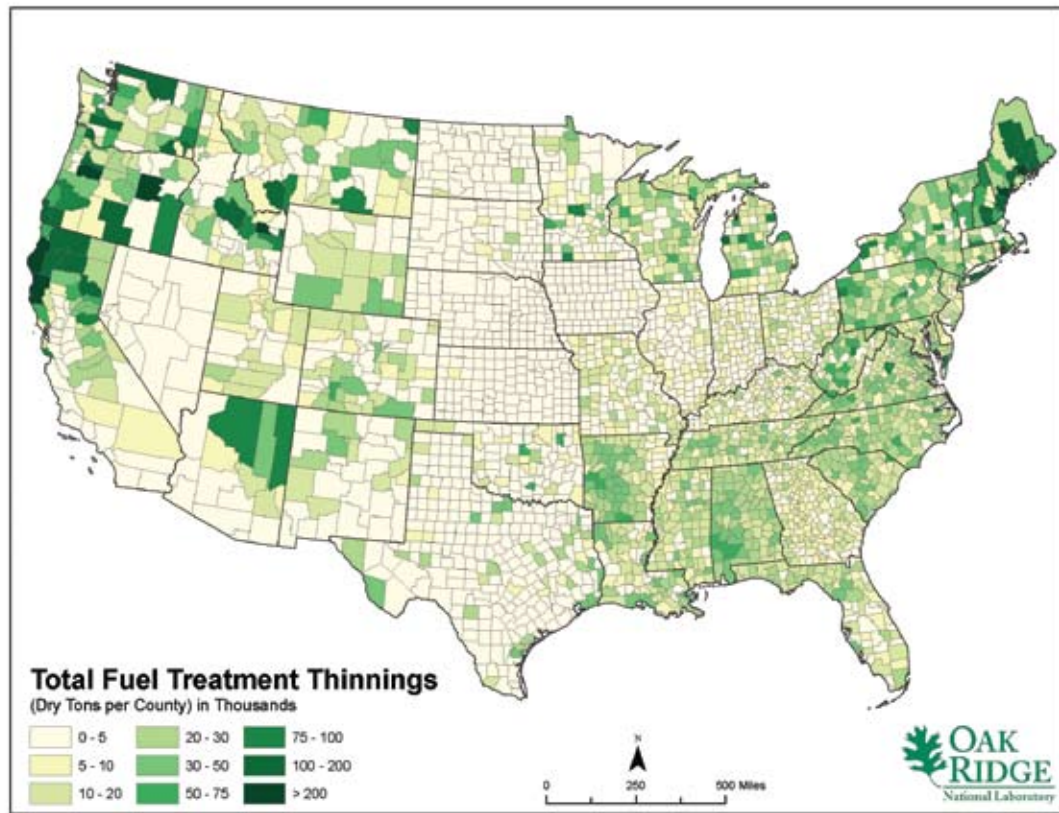 Total Fuel Treatment Thinnings
(Dry Tons per County) in Thousands
0 - 5
5 - 10
10 - 20
20 - 30
30 - 50
50 - 75
75 - 100
100 - 200
> 200
N
0 250 500 Miles
OAK
RIDGE
National Laboratory